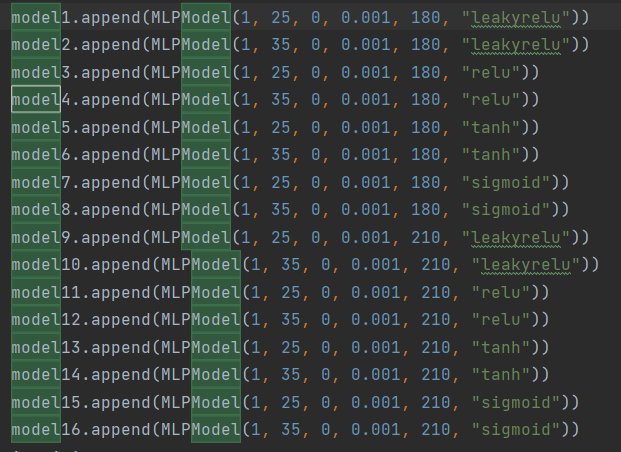 model1.append(MLPModel(1, 25, 0, 0.001, 180, "leakyrelu"))
model2.append(MLPModel(1, 35, 0, 0.001, 180, "leakyrelu"))
model3.append(MLPModel(1, 25, 0, 0.001, 180, "relu"))
model4.append(MLPModel(1, 35, 0, 0.001, 180, "relu"))
model5.append(MLPModel(1, 25, 0, 0.001, 180, "tanh"))
model6.append(MLPModel(1, 35, 0, 0.001, 180, "tanh"))
model7.append(MLPModel(1, 25, 0, 0.001, 180, "sigmoid"))
model8.append(MLPModel(1, 35, 0, 0.001, 180, "sigmoid"))
model9.append(MLPModel(1, 25, 0, 0.001, 210, "leakyrelu"))
model10.append(MLPModel(1, 35, 0, 0.001, 210, "leakyrelu"))
model11.append(MLPModel(1, 25, 0, 0.001, 210, "relu"))
model12.append(MLPModel(1, 35, 0, 0.001, 210, "relu"))
model13.append(MLPModel(1, 25, 0, 0.001, 210, "tanh"))
model14.append(MLPModel(1, 35, 0, 0.001, 210, "tanh"))
model15.append(MLPModel(1, 25, 0, 0.001, 210, "sigmoid"))
model16.append(MLPModel(1, 35, 0, 0.001, 210, "sigmoid"))